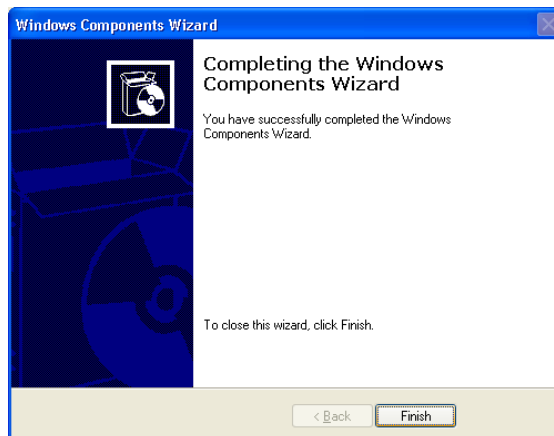 Windows Components Wizard
Completing the Windows
Components Wizard
You have successfully completed the Windows
Components Wizard.
To close this wizard, click Finish.
< Back
Finish